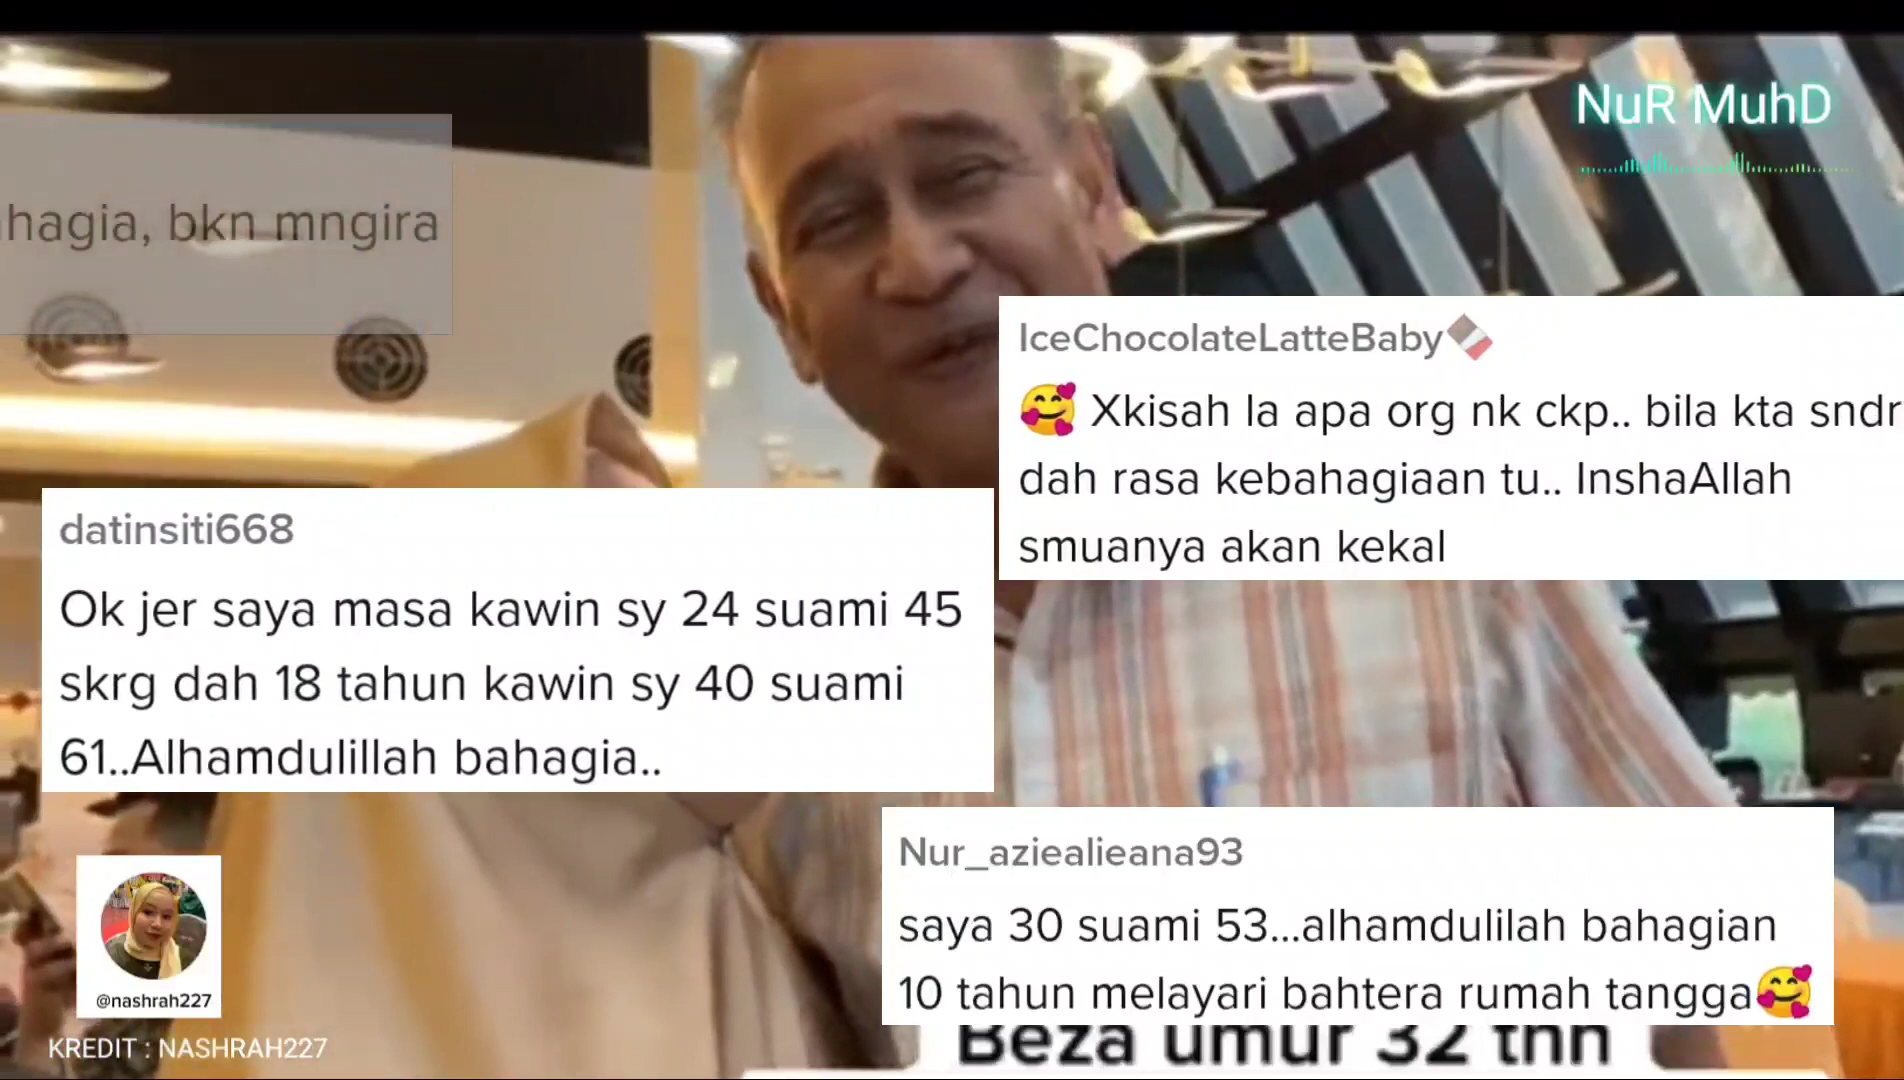 NuR MuhD
bkn mngira
IceChocolateLatteBaby🍫
🥰 Xkisah la apa org nk ckp.. bila kta sndr
dah rasa kebahagiaan tu.. InshaAllah
smuanya akan kekal
datinsiti668
Ok jer saya masa kawin sy 24 suami 45
skrg dah 18 tahun kawin sy 40 suami
61..Alhamdulillah bahagia..
Nur_aziealieana93
saya 30 suami 53...alhamdulilah bahagian
10 tahun melayari bahtera rumah tangga🥰
@nashrah227
KREDIT : NASHRAH227
Beza umur 32 thn